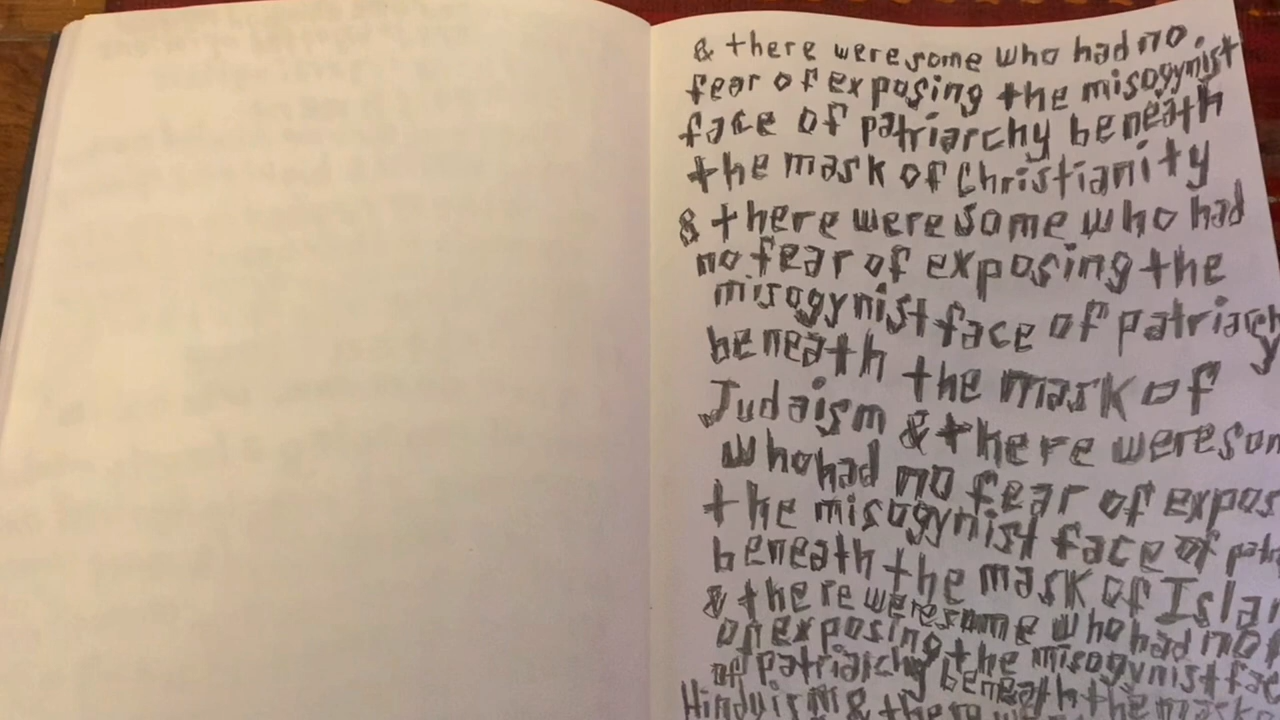 & there were some who had no
fear of exposing the misogynist
face of patriarchy beneath
the mask of Christianity
& there were some who had
no fear of exposing the
misogynist face of patriarchy
beneath the mask of
Judaism & there were som
who had no fear of expos
the misogynist face of patr
beneath the mask of Islam
& there were some who had no
of exposing the misogynist fac
of patriarchy beneath the mask
Hinduism & there